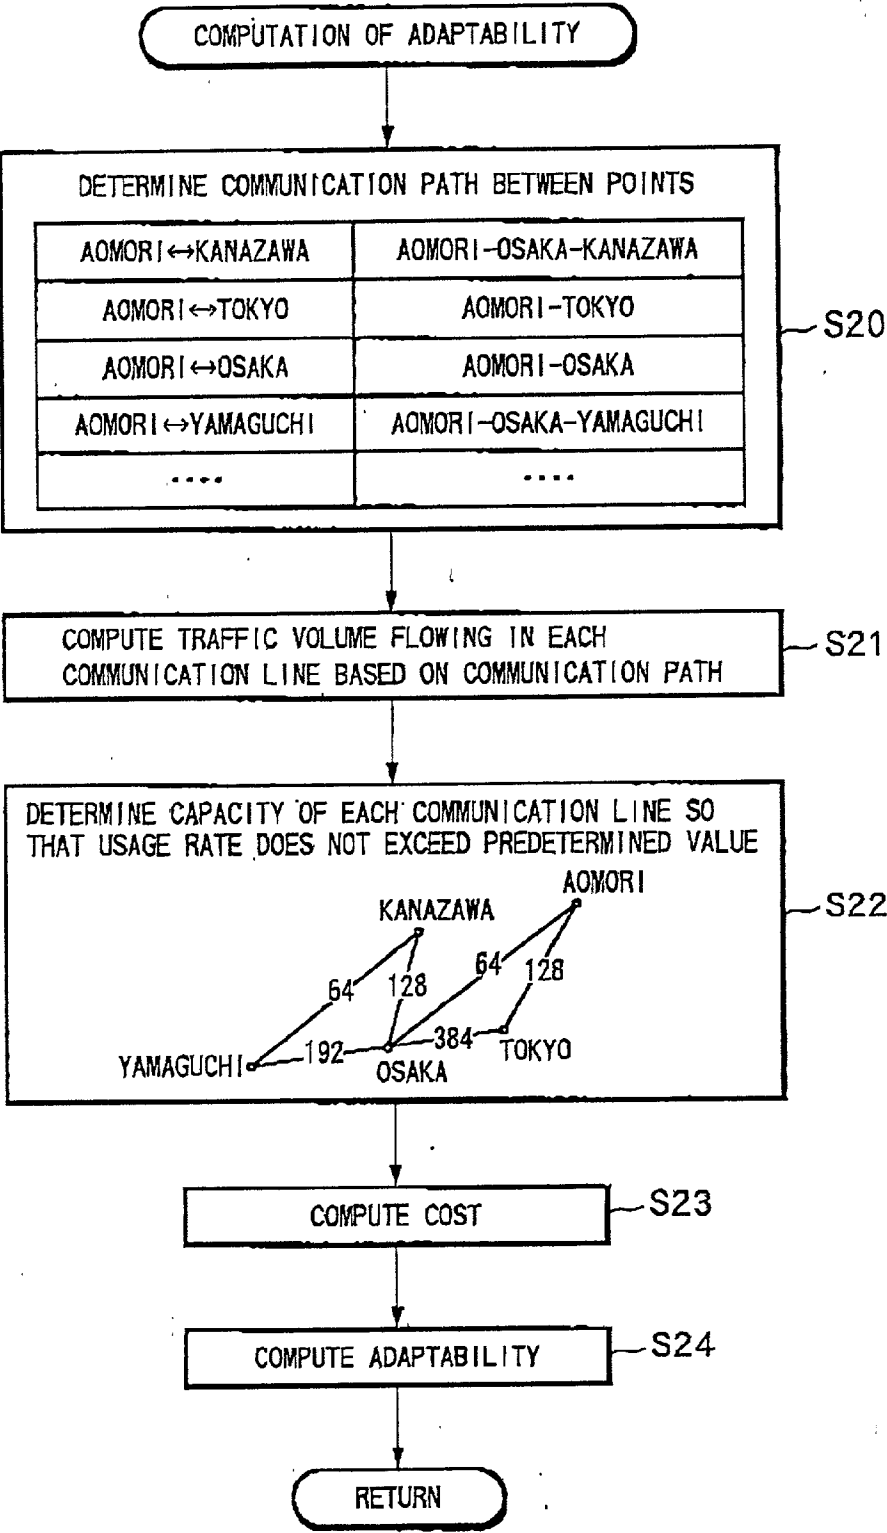 COMPUTATION OF ADAPTABILITY
DETERMINE COMMUNICATION PATH BETWEEN POINTS
AOMORI↔KANAZAWA AOMORI-OSAKA-KANAZAWA
AOMORI↔TOKYO AOMORI-TOKYO
AOMORI↔OSAKA AOMORI-OSAKA
AOMORI↔YAMAGUCHI AOMORI-OSAKA-YAMAGUCHI
.... ....
S20
COMPUTE TRAFFIC VOLUME FLOWING IN EACH
COMMUNICATION LINE BASED ON COMMUNICATION PATH
S21
DETERMINE CAPACITY OF EACH COMMUNICATION LINE SO
THAT USAGE RATE DOES NOT EXCEED PREDETERMINED VALUE
AOMORI
KANAZAWA
S22
64 128 64 128
YAMAGUCHI 192 OSAKA 384 TOKYO
COMPUTE COST
S23
COMPUTE ADAPTABILITY
S24
RETURN